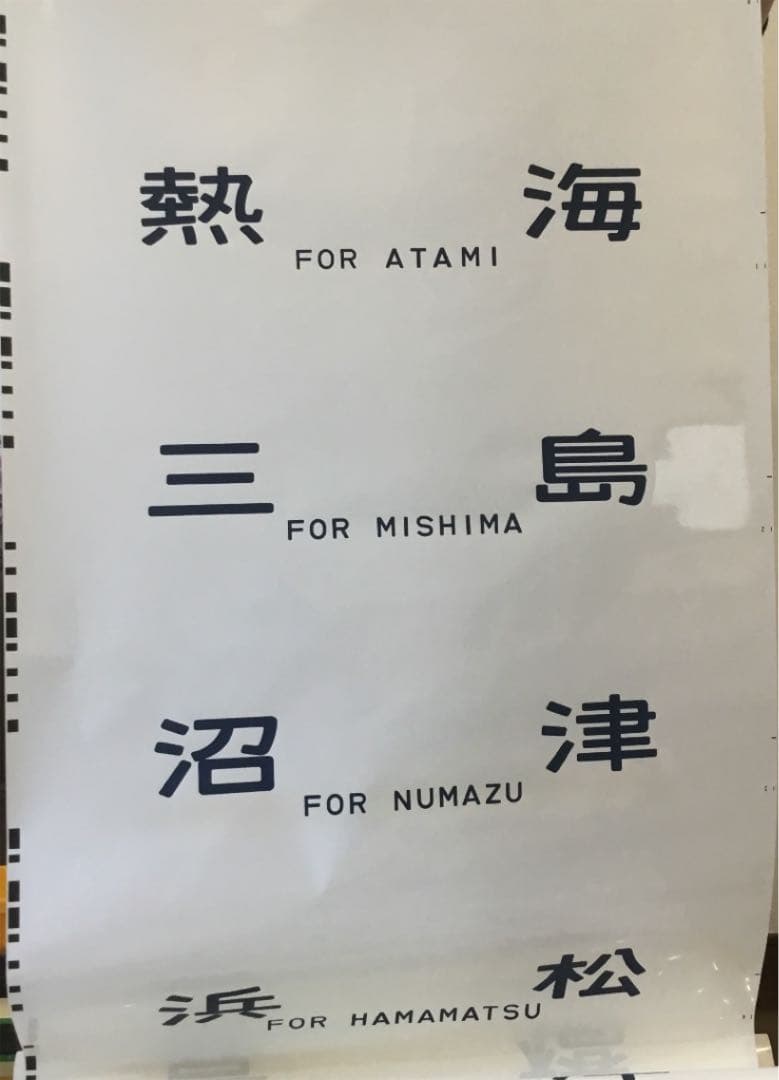 熱海
FOR ATAMI
三島
FOR MISHIMA
沼津
FOR NUMAZU
浜松
FOR HAMAMATSU